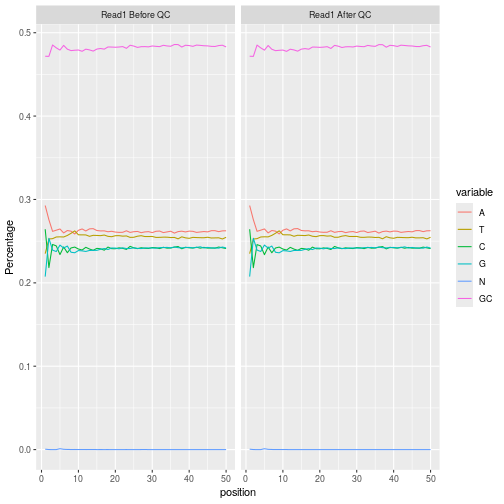 Read1 Before QC
Read1 After QC
Percentage
0.5
0.4
0.3
0.2
0.1
0.0
0 10 20 30 40 50
0 10 20 30 40 50
position
variable
A
T
C
G
N
GC